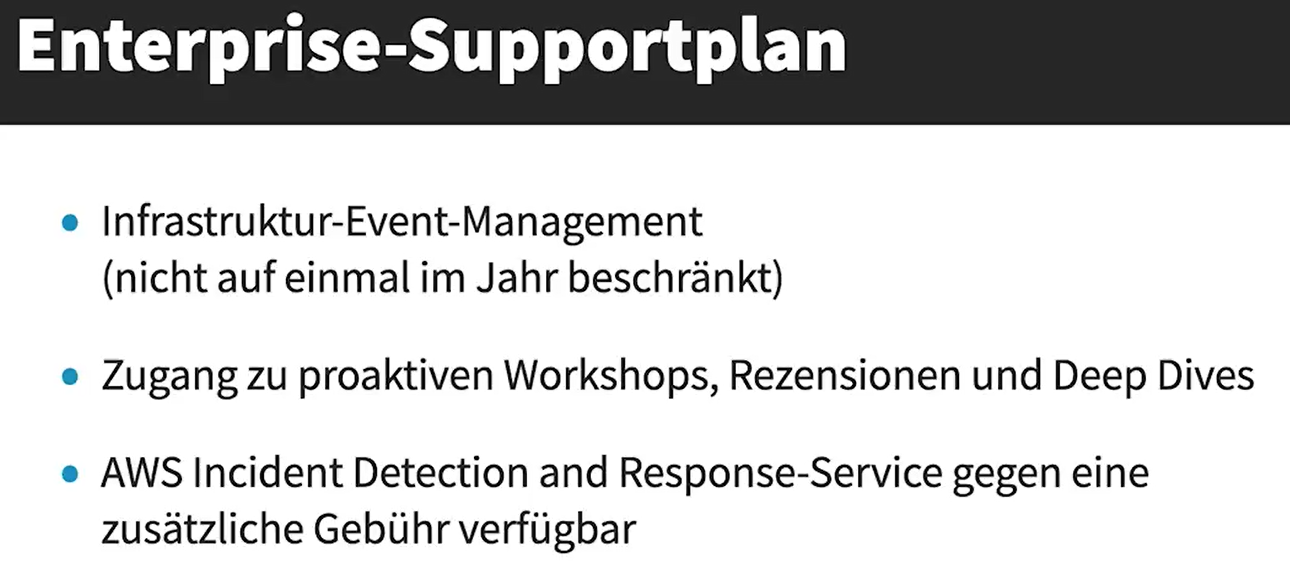 Enterprise-Supportplan
• Infrastruktur-Event-Management
(nicht auf einmal im Jahr beschränkt)
• Zugang zu proaktiven Workshops, Rezensionen und Deep Dives
• AWS Incident Detection and Response-Service gegen eine
zusätzliche Gebühr verfügbar